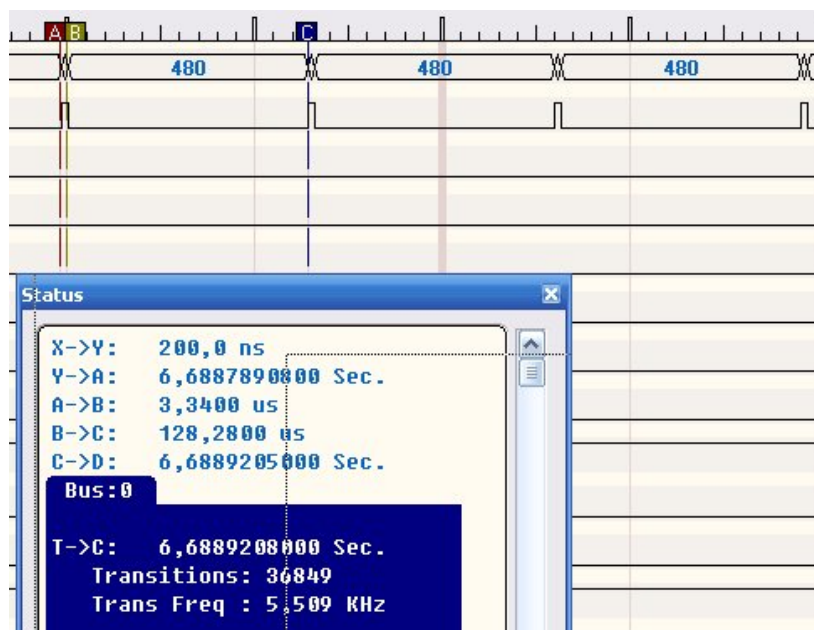 A B C
480 480 480
Status
X->Y: 200,0 ns
Y->A: 6,6887890800 Sec.
A->B: 3,3400 us
B->C: 128,2800 us
C->D: 6,6889205000 Sec.
Bus:0
T->C: 6,6889208000 Sec.
Transitions: 36849
Trans Freq : 5,509 KHz